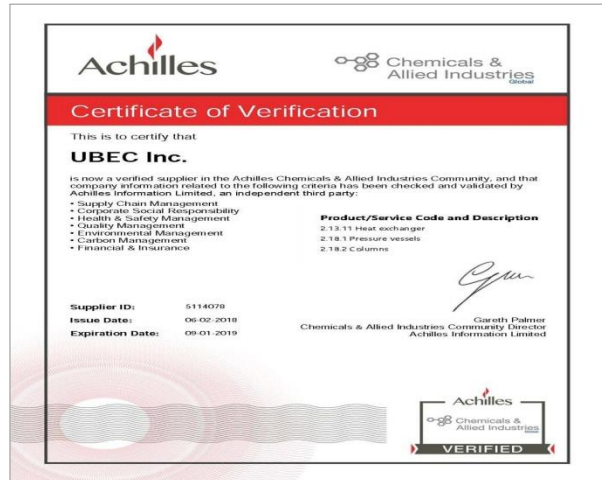 Achilles
Chemicals &
Allied Industries
Global
Certificate of Verification
This is to certify that
UBEC Inc.
is now a verified supplier in the Achilles Chemicals & Allied Industries Community, and that
company information related to the following criteria has been checked and validated by
Achilles Information Limited, an independent third party:
• Supply Chain Management
• Corporate Social Responsibility
• Health & Safety Management
• Quality Management
• Environmental Management
• Carbon Management
• Financial & Insurance
Product/Service Code and Description
2.13.11 Heat exchanger
2.18.1 Pressure vessels
2.18.2 Columns
Supplier ID: 5114078
Issue Date: 06-02-2018
Expiration Date: 09-01-2019
Gareth Palmer
Chemicals & Allied Industries Community Director
Achilles Information Limited
Achilles
Chemicals &
Allied Industries
VERIFIED